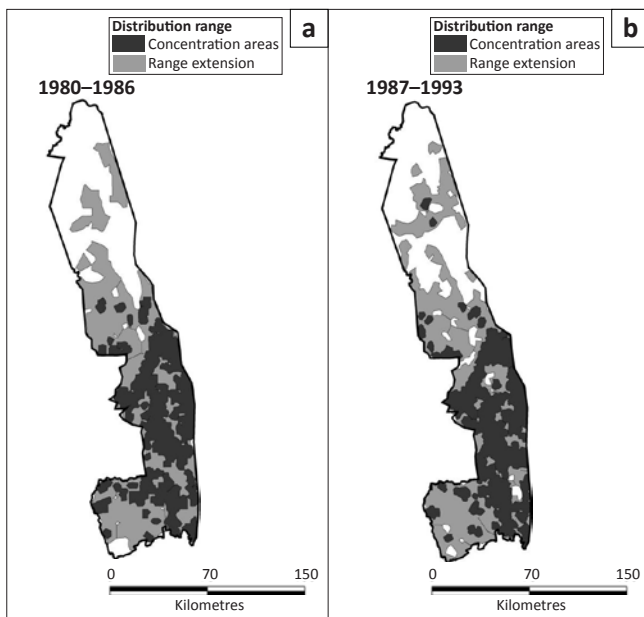 Distribution range
Concentration areas
Range extension
a
1980–1986
0 70 150
Kilometres
Distribution range
Concentration areas
Range extension
b
1987–1993
0 70 150
Kilometres